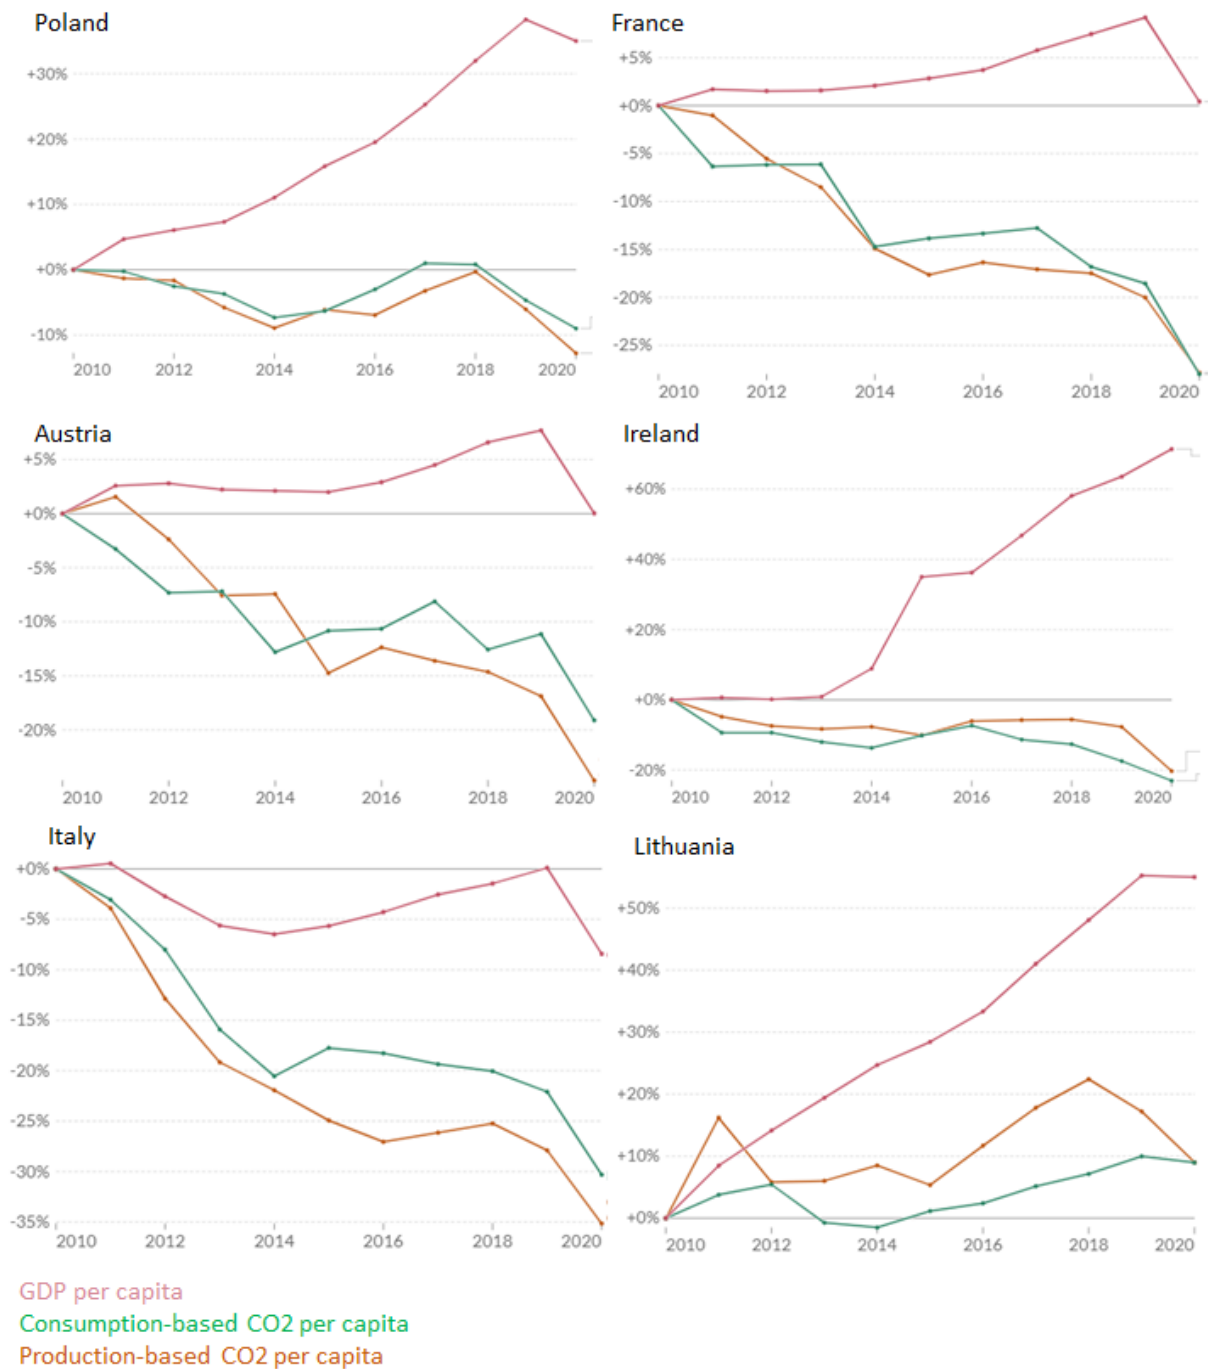 Poland
+30%
+20%
+10%
+0%
-10%
2010 2012 2014 2016 2018 2020
France
+5%
+0%
-5%
-10%
-15%
-20%
-25%
2010 2012 2014 2016 2018 2020
Austria
+5%
+0%
-5%
-10%
-15%
-20%
2010 2012 2014 2016 2018 2020
Ireland
+60%
+40%
+20%
+0%
-20%
2010 2012 2014 2016 2018 2020
Italy
+0%
-5%
-10%
-15%
-20%
-25%
-30%
-35%
2010 2012 2014 2016 2018 2020
Lithuania
+50%
+40%
+30%
+20%
+10%
+0%
2010 2012 2014 2016 2018 2020
GDP per capita
Consumption-based CO2 per capita
Production-based CO2 per capita